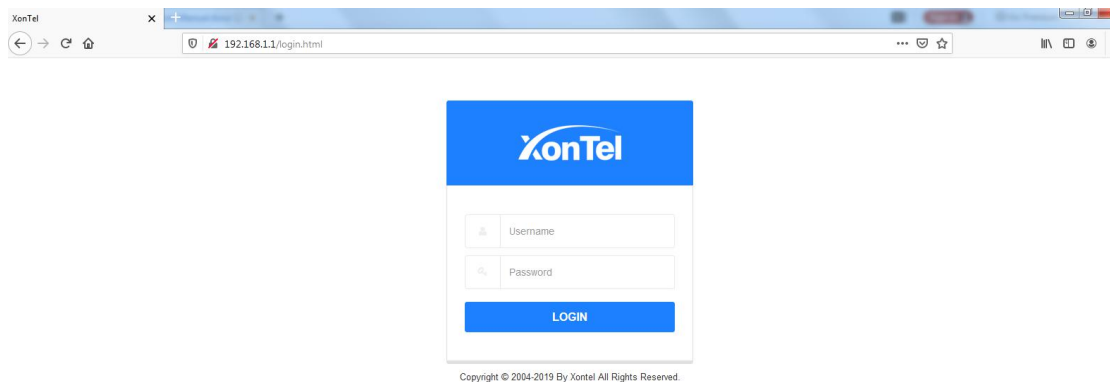 XonTel
192.168.1.1/login.html
XonTel
Username
Password
LOGIN
Copyright © 2004-2019 By Xontel All Rights Reserved.